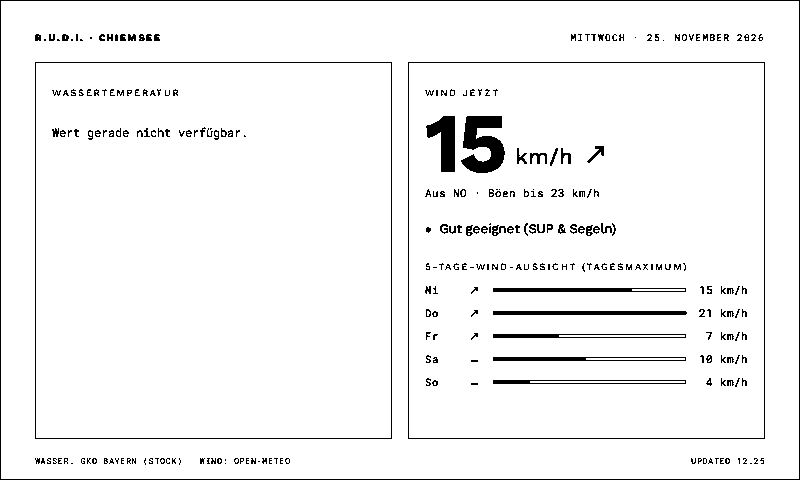 R.U.D.I. · CHIEMSEE
MITTWOCH · 25. NOVEMBER 2026
WASSERTEMPERATUR
Wert gerade nicht verfügbar.
WIND JETZT
15 km/h ↗
Aus NO · Böen bis 23 km/h
• Gut geeignet (SUP & Segeln)
5-TAGE-WIND-AUSSICHT (TAGESMAXIMUM)
Mi ↗ 15 km/h
Do ↗ 21 km/h
Fr ↗ 7 km/h
Sa – 10 km/h
So – 4 km/h
WASSER: GKD BAYERN (STOCK) WIND: OPEN-METEO
UPDATED 12:25